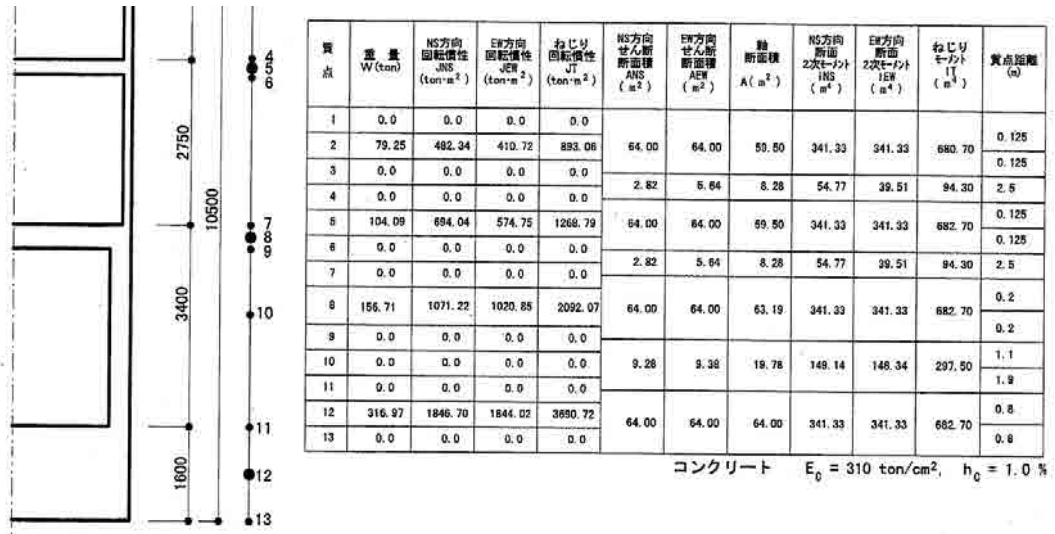 質点 重量 W(ton) NS方向 回転慣性 JNS (ton·m²) EW方向 回転慣性 JEW (ton·m²) ねじり 慣性 JT (ton·m²) NS方向 せん断 断面積 ANS (m²) EW方向 せん断 断面積 AEW (m²) 軸 断面積 A(m²) NS方向 断面 2次モーメント INS (m⁴) EW方向 断面 2次モーメント IEW (m⁴) ねじり モーメント IT (m⁴) 質点距離 (m)
1 0.0 0.0 0.0 0.0
64.00 64.00 59.50 341.33 341.33 680.70 0.125 0.125
2 79.25 482.34 410.72 893.06
3 0.0 0.0 0.0 0.0
2.82 5.64 8.28 54.77 39.51 94.30 2.5
4 0.0 0.0 0.0 0.0
64.00 64.00 59.50 341.33 341.33 682.70 0.125 0.125
5 104.09 694.04 574.75 1268.79
6 0.0 0.0 0.0 0.0
2.82 5.64 8.28 54.77 39.51 94.30 2.5
7 0.0 0.0 0.0 0.0
64.00 64.00 63.19 341.33 341.33 682.70 0.2 0.2
8 156.71 1071.22 1020.85 2092.07
9 0.0 0.0 0.0 0.0
9.28 9.38 19.78 149.14 146.34 297.50 1.1 1.9
10 0.0 0.0 0.0 0.0
11 0.0 0.0 0.0 0.0
64.00 64.00 64.00 341.33 341.33 682.70 0.8 0.8
12 316.97 1846.70 1844.02 3690.72
13 0.0 0.0 0.0 0.0
コンクリート E₀ = 310 ton/cm², h₀ = 1.0 %
4
5
6
2750
10500
7
8
9
3400
10
11
1600
12
13